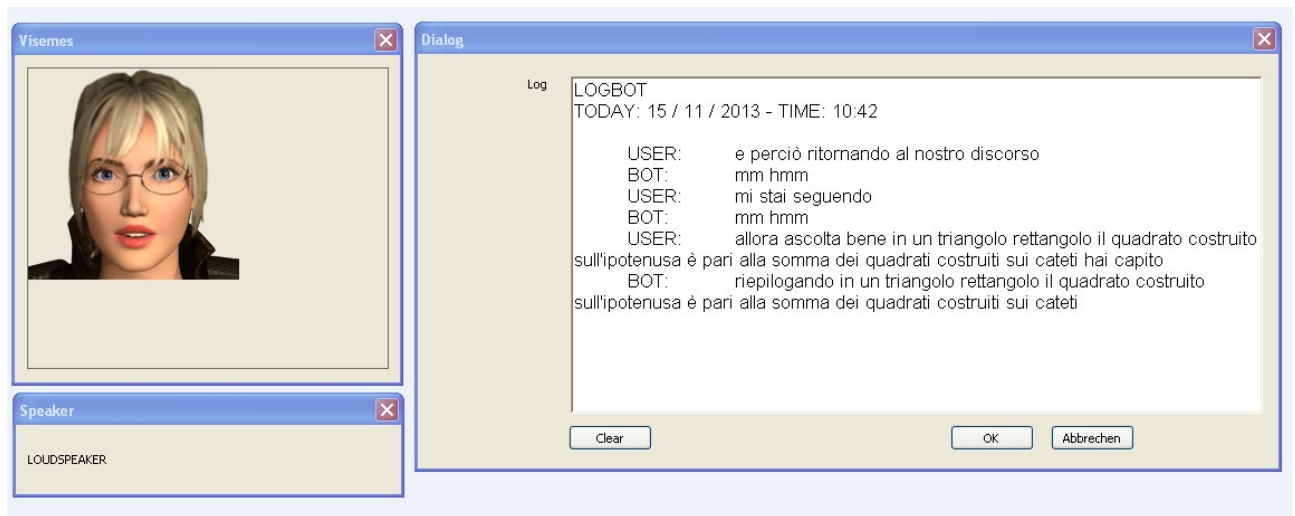 Visemes
Speaker
LOUDSPEAKER
Dialog
Log
LOGBOT
TODAY: 15 / 11 / 2013 - TIME: 10:42
USER: e perciò ritornando al nostro discorso
BOT: mm hmm
USER: mi stai seguendo
BOT: mm hmm
USER: allora ascolta bene in un triangolo rettangolo il quadrato costruito
sull'ipotenusa è pari alla somma dei quadrati costruiti sui cateti hai capito
BOT: riepilogando in un triangolo rettangolo il quadrato costruito
sull'ipotenusa è pari alla somma dei quadrati costruiti sui cateti
Clear OK Abbrechen